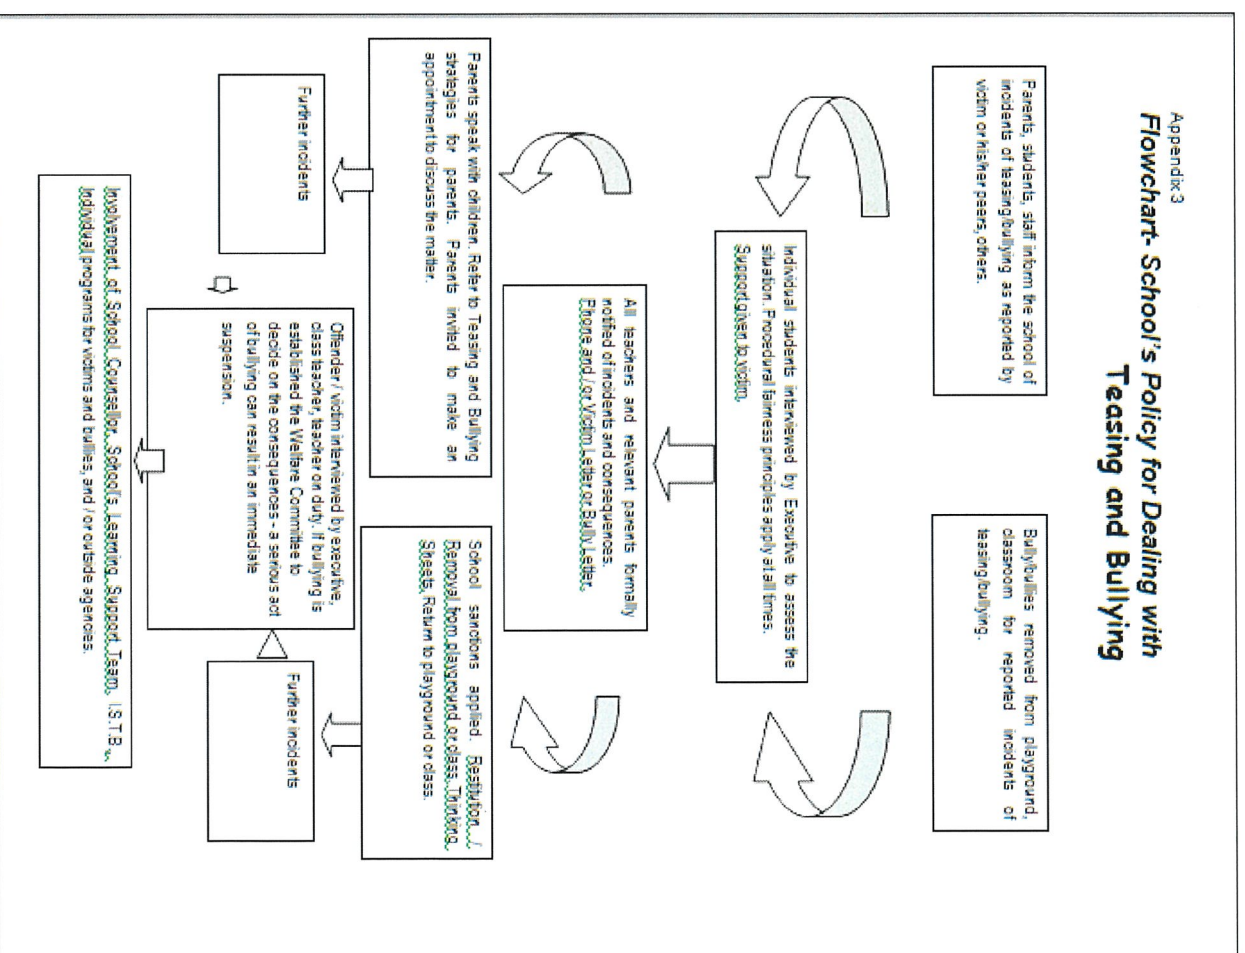 Appendix 3
Flowchart- School's Policy for Dealing with
Teasing and Bullying
Parents, students, staff inform the school of
incidents of teasing/bullying as reported by
victim or his/her peers, others.
Bully/bullies removed from playground,
classroom for reported incidents of
teasing/bullying.
Individual students interviewed by Executive to assess the
situation. Procedural fairness principles apply at all times.
Support given to victim.
All teachers and relevant parents formally
notified of incidents and consequences.
Phone and / or Victim Letter or Bully Letter.
Parents speak with children. Refer to Teasing and Bullying
strategies for parents. Parents invited to make an
appointment to discuss the matter.
School sanctions applied. Restitution /
Removal from playground or class. Thinking
Sheets. Return to playground or class.
Further incidents
Offender / victim interviewed by executive,
class teacher, teacher on duty. If bullying is
established the Welfare Committee to
decide on the consequences - a serious act
of bullying can result in an immediate
suspension.
Further incidents
Involvement of School Counsellor, School's Learning Support Team, I.S.T.B.,
Individual programs for victims and bullies, and / or outside agencies.